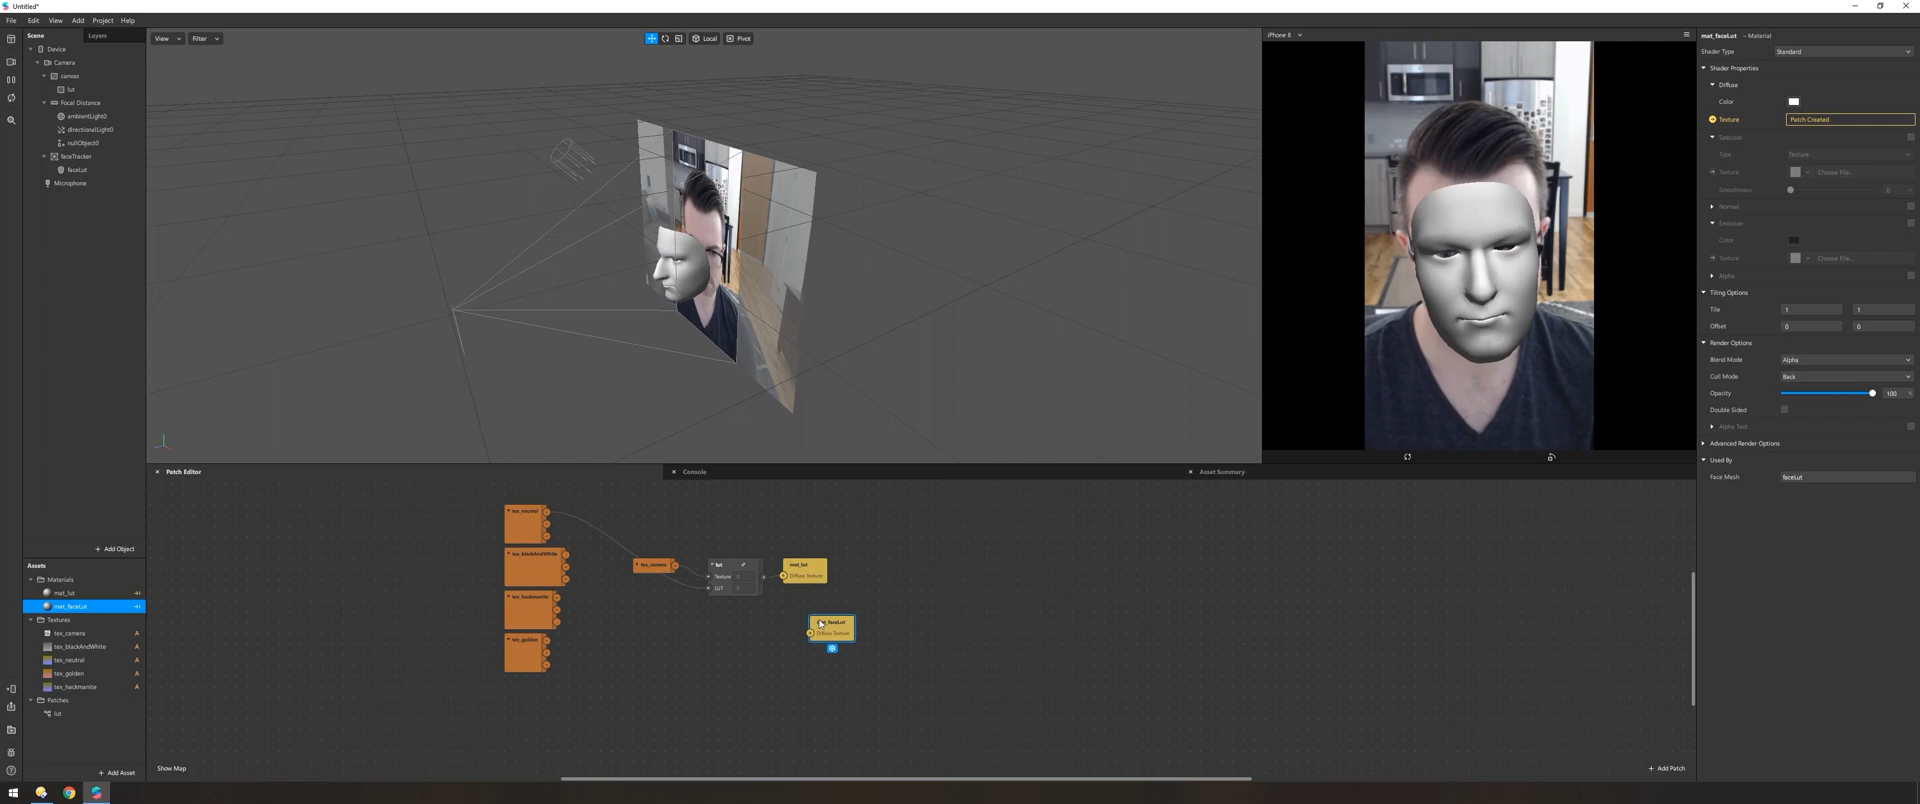 Untitled*
File Edit View Add Project Help
Scene Layers
Device
Camera
canvas
lut
Focal Distance
ambientLight0
directionalLight0
nullObject0
faceTracker
faceLut
Microphone
+ Add Object
Assets
Materials
mat_lut
mat_faceLut
Textures
tex_camera A
tex_blackAndWhite A
tex_neutral A
tex_golden A
tex_hackmanite A
Patches
lut
+ Add Asset
View Filter Local Pivot
iPhone 8
Patch Editor Console Asset Summary
tex_neutral
tex_blackAndWhite
tex_hackmanite
tex_golden
tex_camera
lut
Texture 0
LUT 0
mat_lut
Diffuse Texture
_faceLut
Diffuse Texture
Show Map
+ Add Patch
mat_faceLut – Material
Shader Type Standard
Shader Properties
Diffuse
Color
Texture Patch Created
Specular
Type Texture
Texture Choose File...
Smoothness 0
Normal
Emission
Color
Texture Choose File...
Alpha
Tiling Options
Tile 1 1
Offset 0 0
Render Options
Blend Mode Alpha
Cull Mode Back
Opacity 100 %
Double Sided
Alpha Test
Advanced Render Options
Used By
Face Mesh faceLut